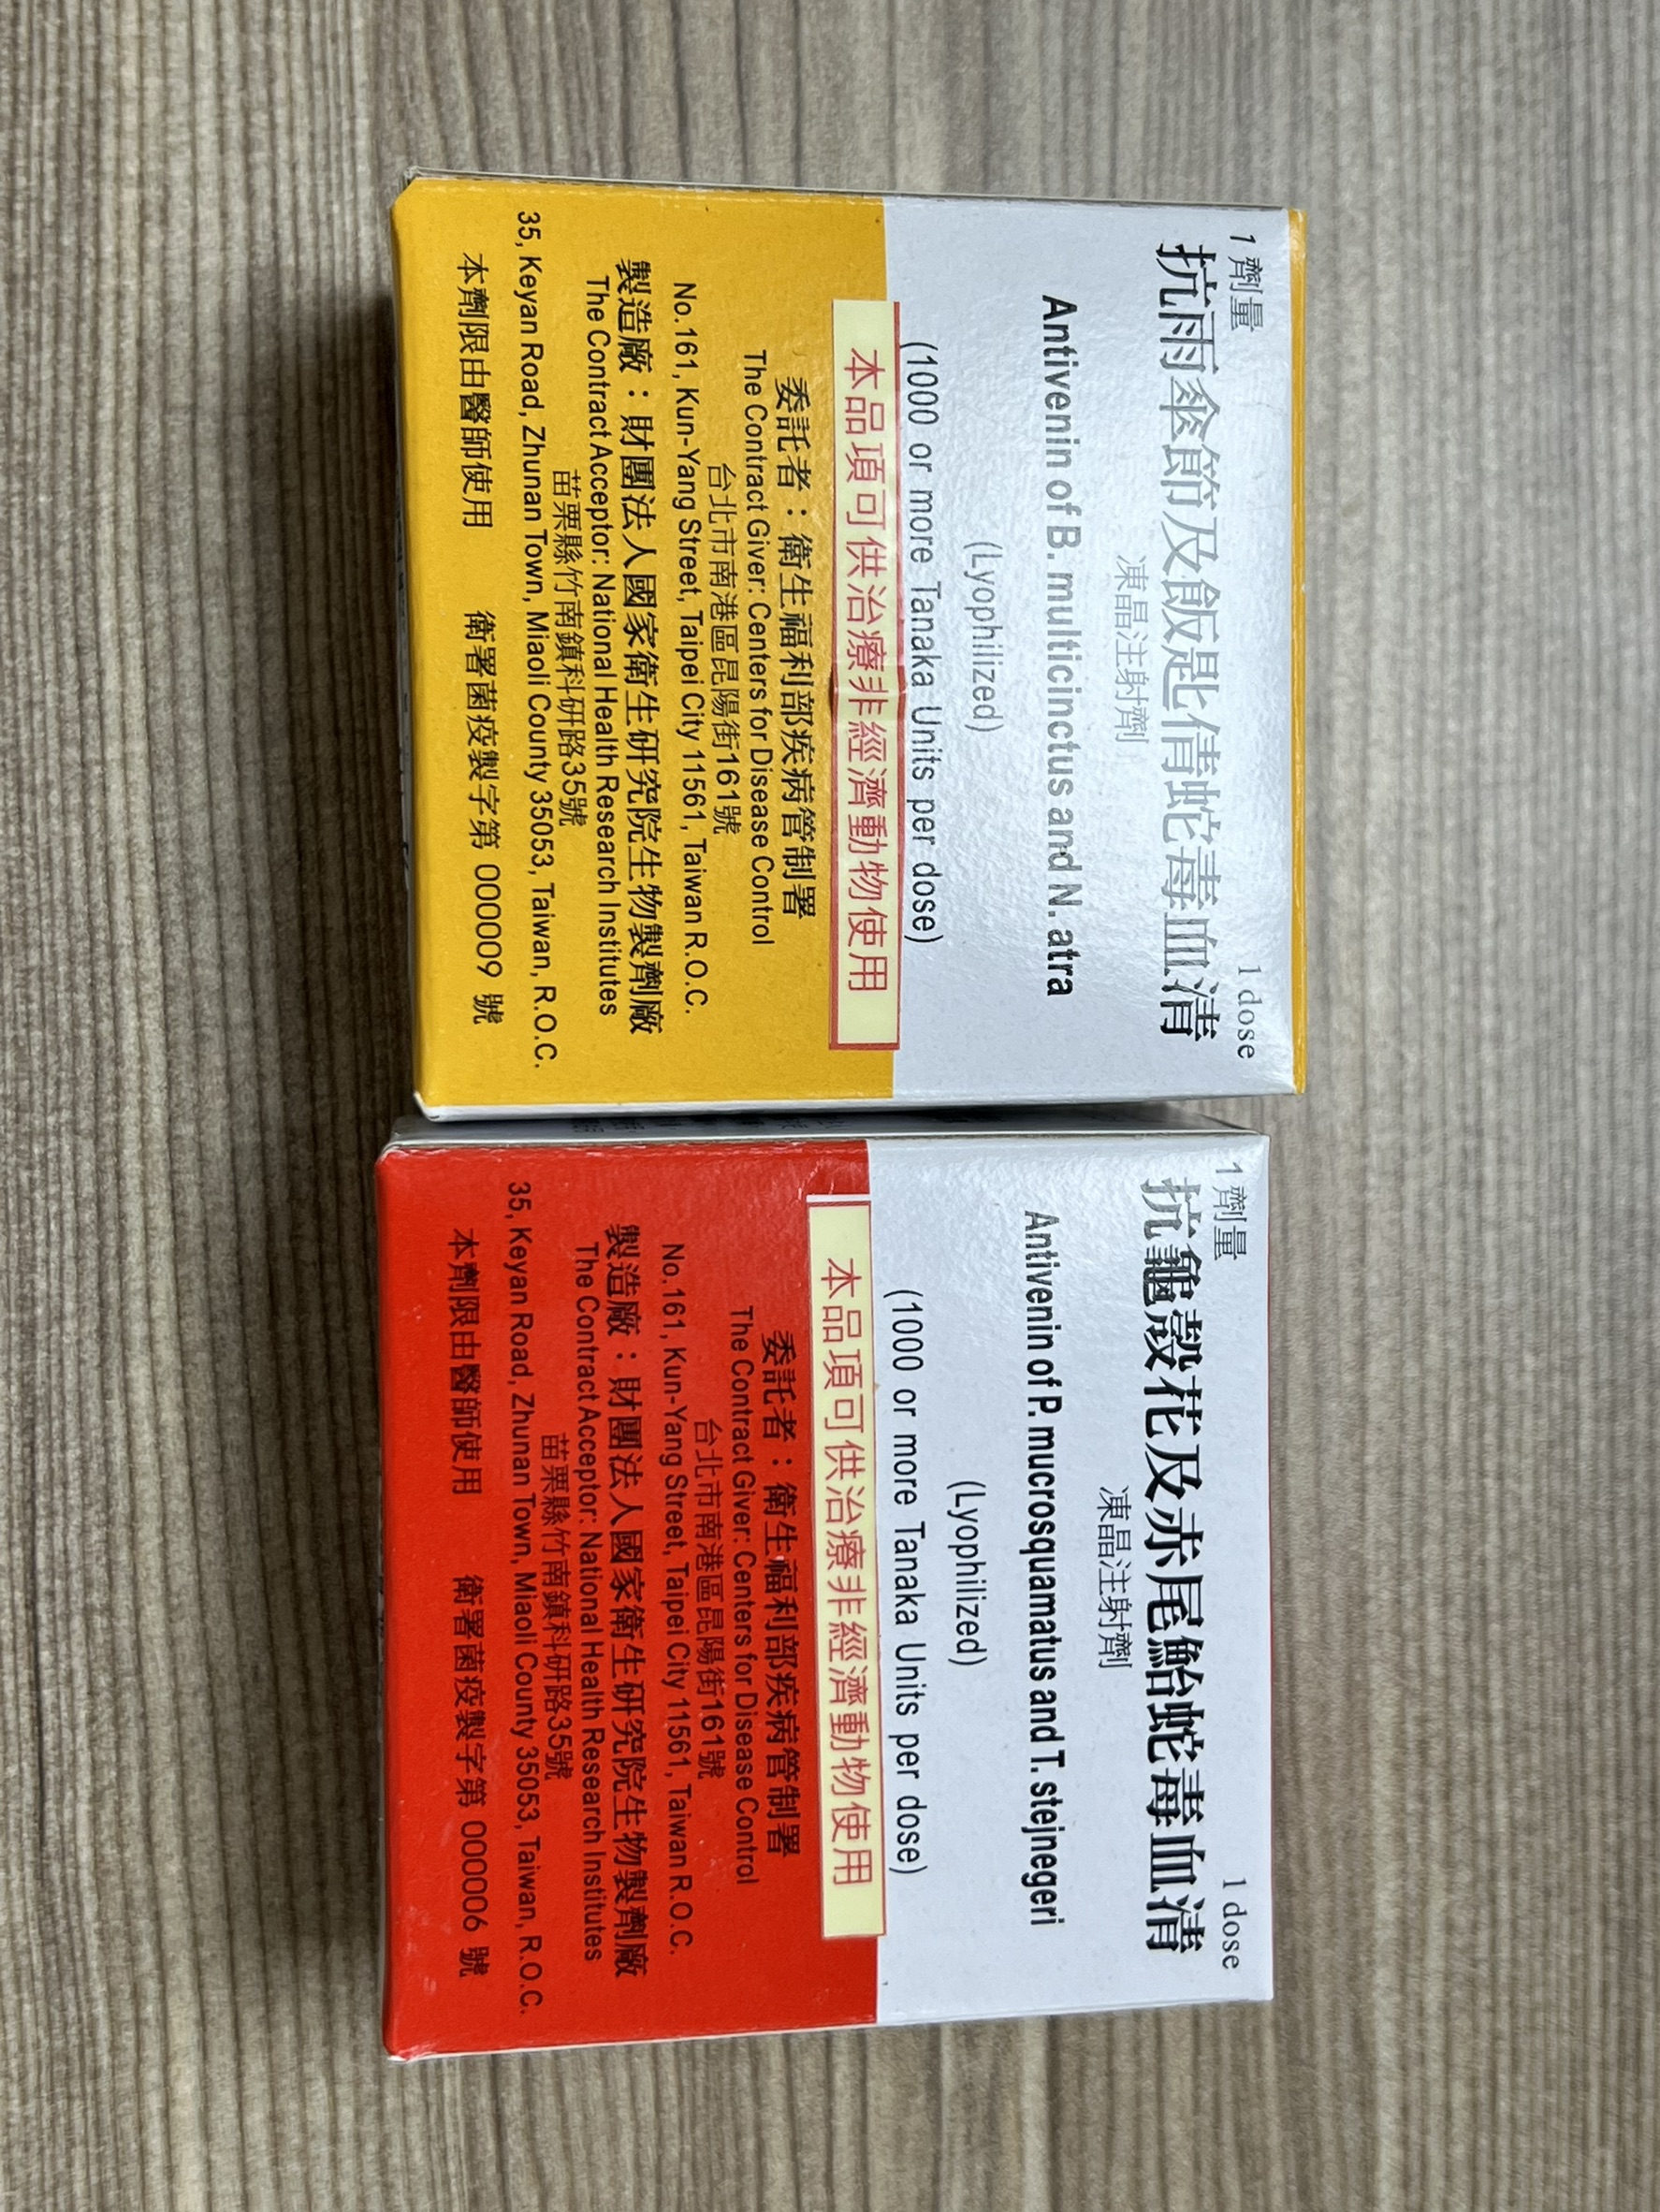 1劑量
1 dose
抗雨傘節及飯匙倩蛇毒血清
凍晶注射劑
Antivenin of B. multicinctus and N. atra
(Lyophilized)
(1000 or more Tanaka Units per dose)
本品項可供治療非經濟動物使用
委託者：衛生福利部疾病管制署
The Contract Giver: Centers for Disease Control
台北市南港區昆陽街161號
No.161, Kun-Yang Street, Taipei City 11561, Taiwan R.O.C.
製造廠：財團法人國家衛生研究院生物製劑廠
The Contract Acceptor: National Health Research Institutes
苗栗縣竹南鎮科研路35號
35, Keyan Road, Zhunan Town, Miaoli County 35053, Taiwan, R.O.C.
本劑限由醫師使用 衛署菌疫製字第 000009 號
1劑量
1 dose
抗龜殼花及赤尾鮐蛇毒血清
凍晶注射劑
Antivenin of P. mucrosquamatus and T. stejnegeri
(Lyophilized)
(1000 or more Tanaka Units per dose)
本品項可供治療非經濟動物使用
委託者：衛生福利部疾病管制署
The Contract Giver: Centers for Disease Control
台北市南港區昆陽街161號
No.161, Kun-Yang Street, Taipei City 11561, Taiwan R.O.C.
製造廠：財團法人國家衛生研究院生物製劑廠
The Contract Acceptor: National Health Research Institutes
苗栗縣竹南鎮科研路35號
35, Keyan Road, Zhunan Town, Miaoli County 35053, Taiwan, R.O.C.
本劑限由醫師使用 衛署菌疫製字第 000006 號